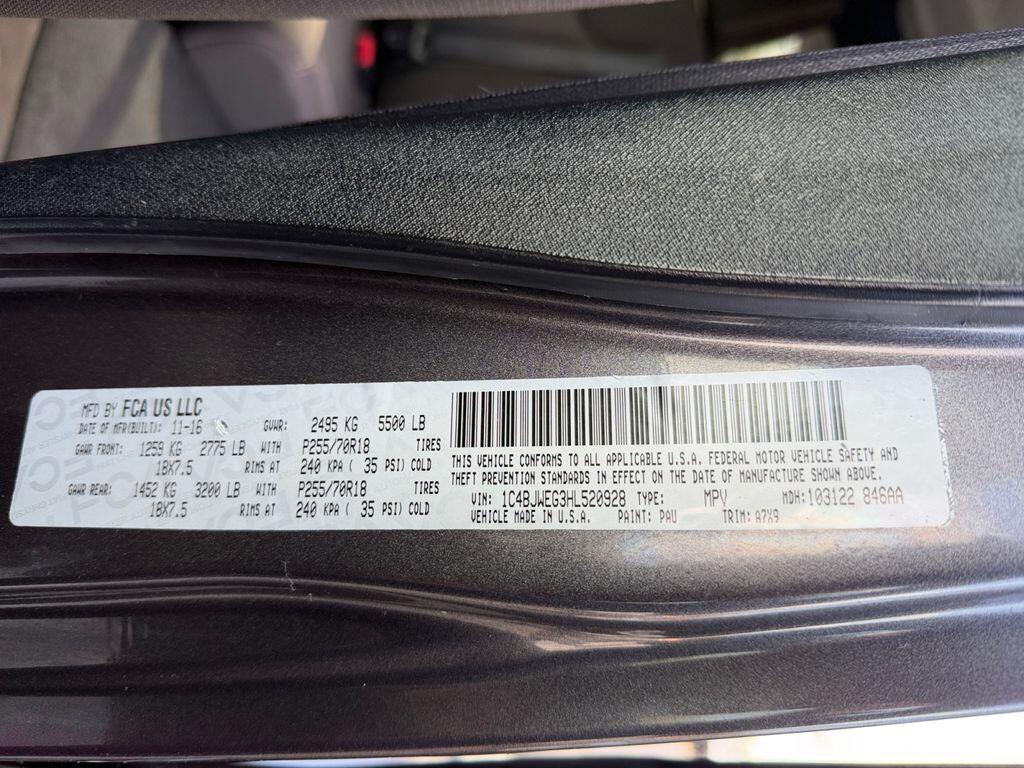 MFD BY FCA US LLC
DATE OF MFR(BUILT): 11-16 GVWR: 2495 KG 5500 LB
GAWR FRONT: 1259 KG 2775 LB WITH P255/70R18 TIRES
18X7.5 RIMS AT 240 KPA ( 35 PSI) COLD
GAWR REAR: 1452 KG 3200 LB WITH P255/70R18 TIRES
18X7.5 RIMS AT 240 KPA ( 35 PSI) COLD
THIS VEHICLE CONFORMS TO ALL APPLICABLE U.S.A. FEDERAL MOTOR VEHICLE SAFETY AND
THEFT PREVENTION STANDARDS IN EFFECT ON THE DATE OF MANUFACTURE SHOWN ABOVE.
VIN: 1C4BJWEG3HL520928 TYPE: MPV MDH:103122 846AA
VEHICLE MADE IN U.S.A. PAINT: PAU TRIM: A7X9